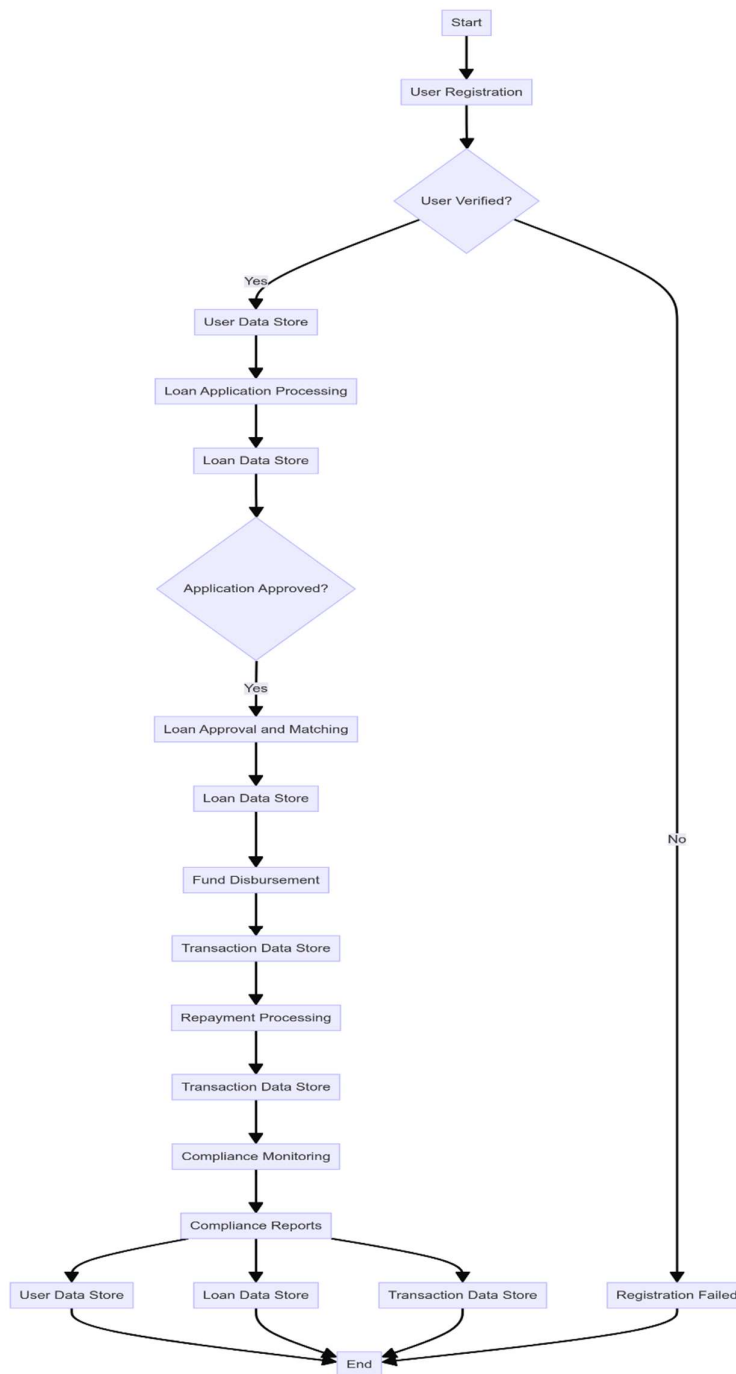 Start
User Registration
User Verified?
Yes
User Data Store
Loan Application Processing
Loan Data Store
Application Approved?
Yes
Loan Approval and Matching
Loan Data Store
No
Fund Disbursement
Transaction Data Store
Repayment Processing
Transaction Data Store
Compliance Monitoring
Compliance Reports
User Data Store
Loan Data Store
Transaction Data Store
Registration Failed
End